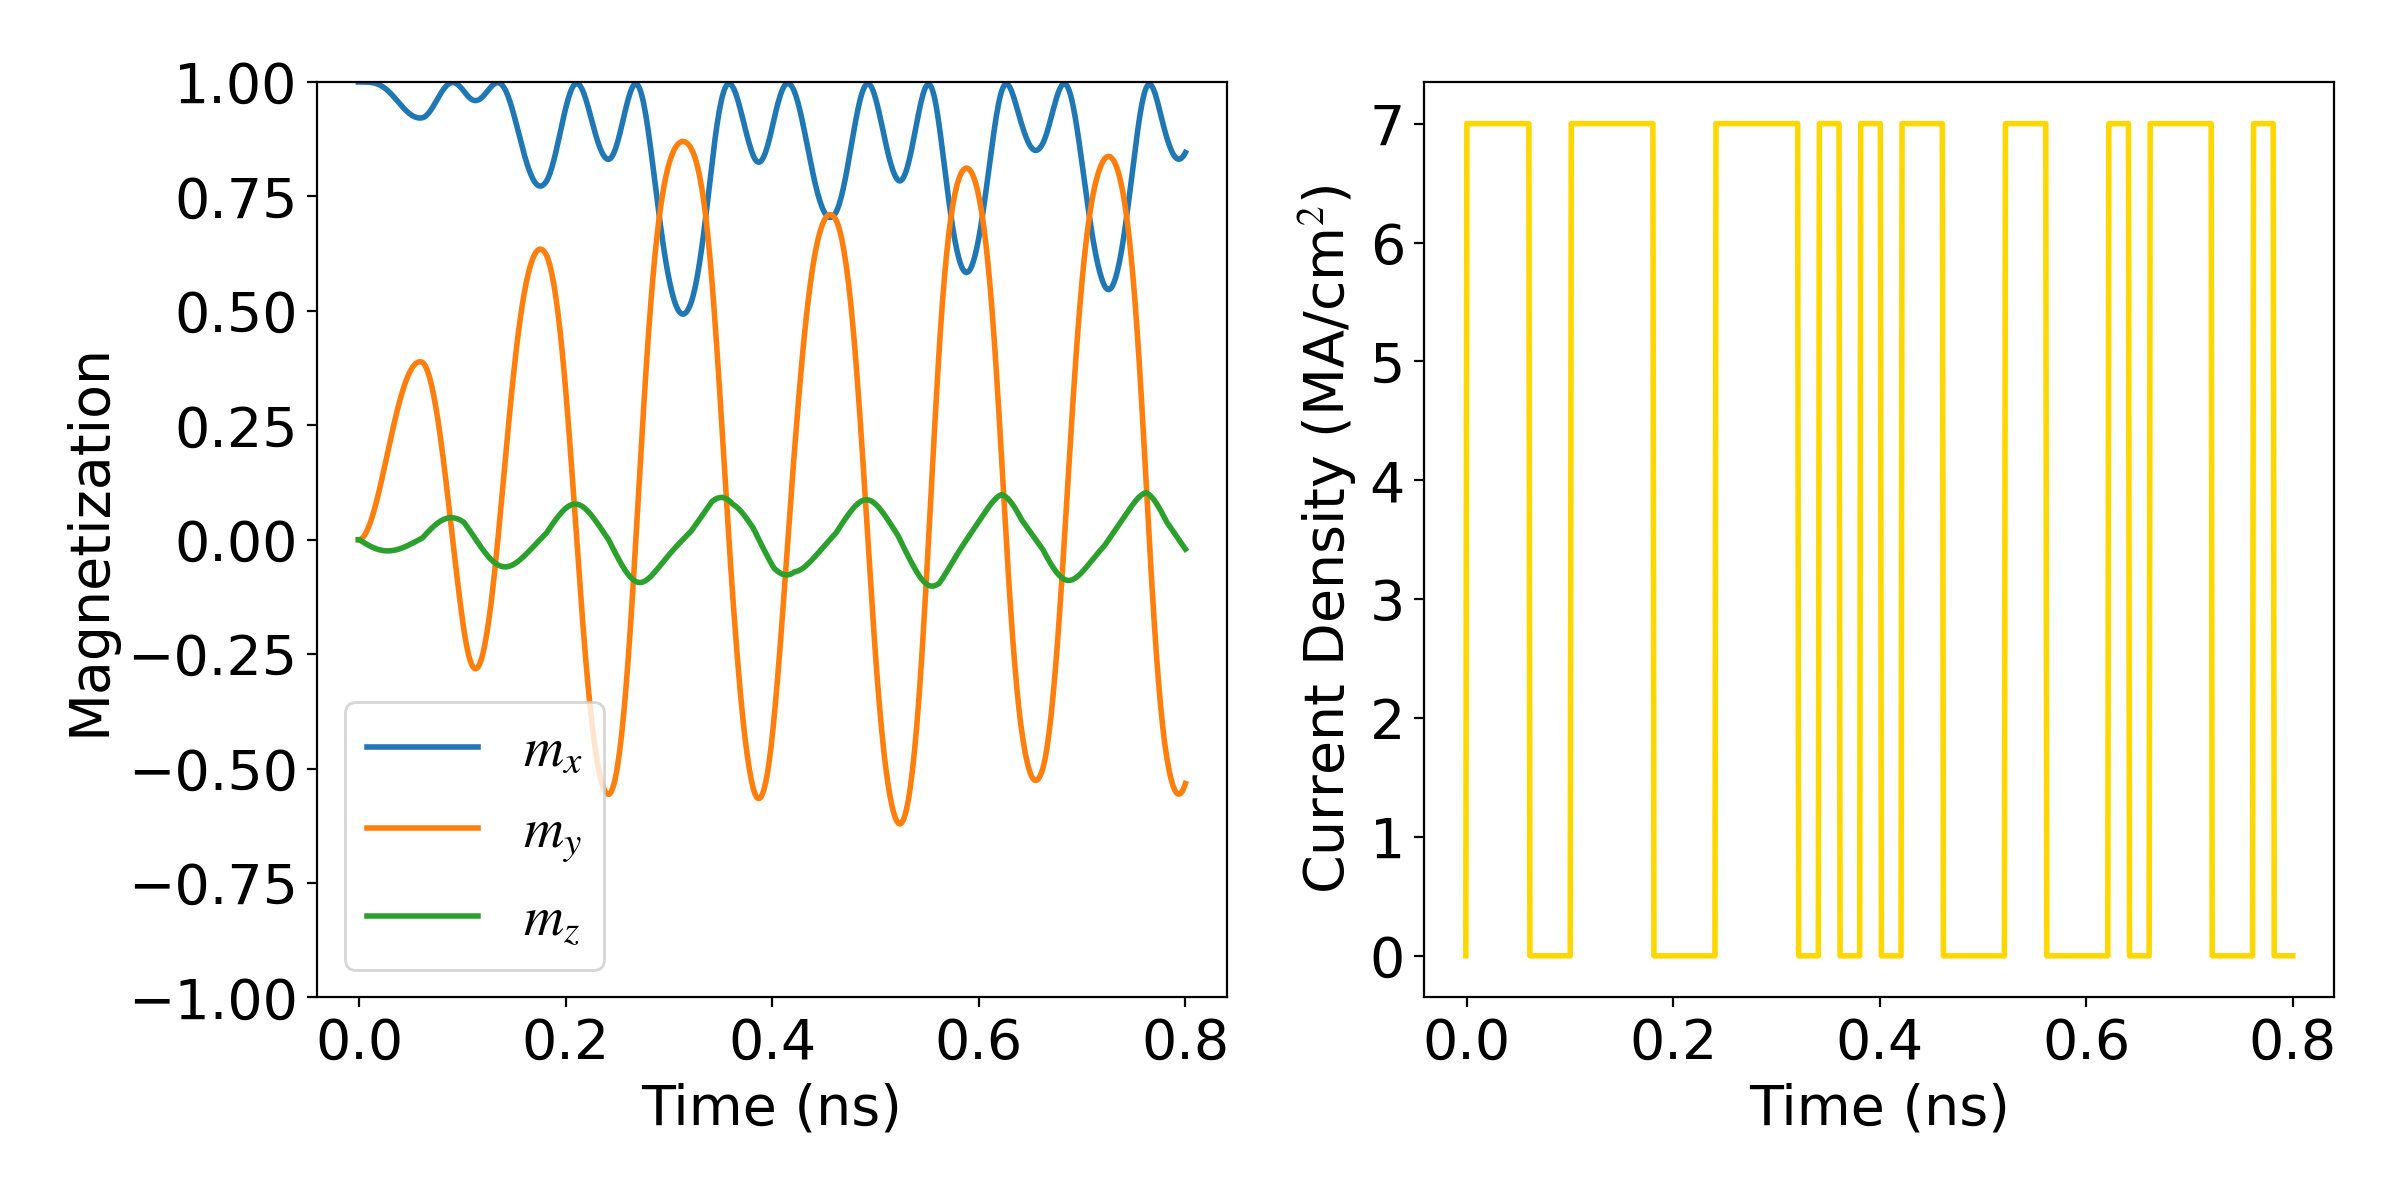 1.00
0.75
0.50
0.25
0.00
−0.25
−0.50
−0.75
−1.00
Magnetization
m_x
m_y
m_z
0.0 0.2 0.4 0.6 0.8
Time (ns)
7
6
5
4
3
2
1
0
Current Density (MA/cm²)
0.0 0.2 0.4 0.6 0.8
Time (ns)